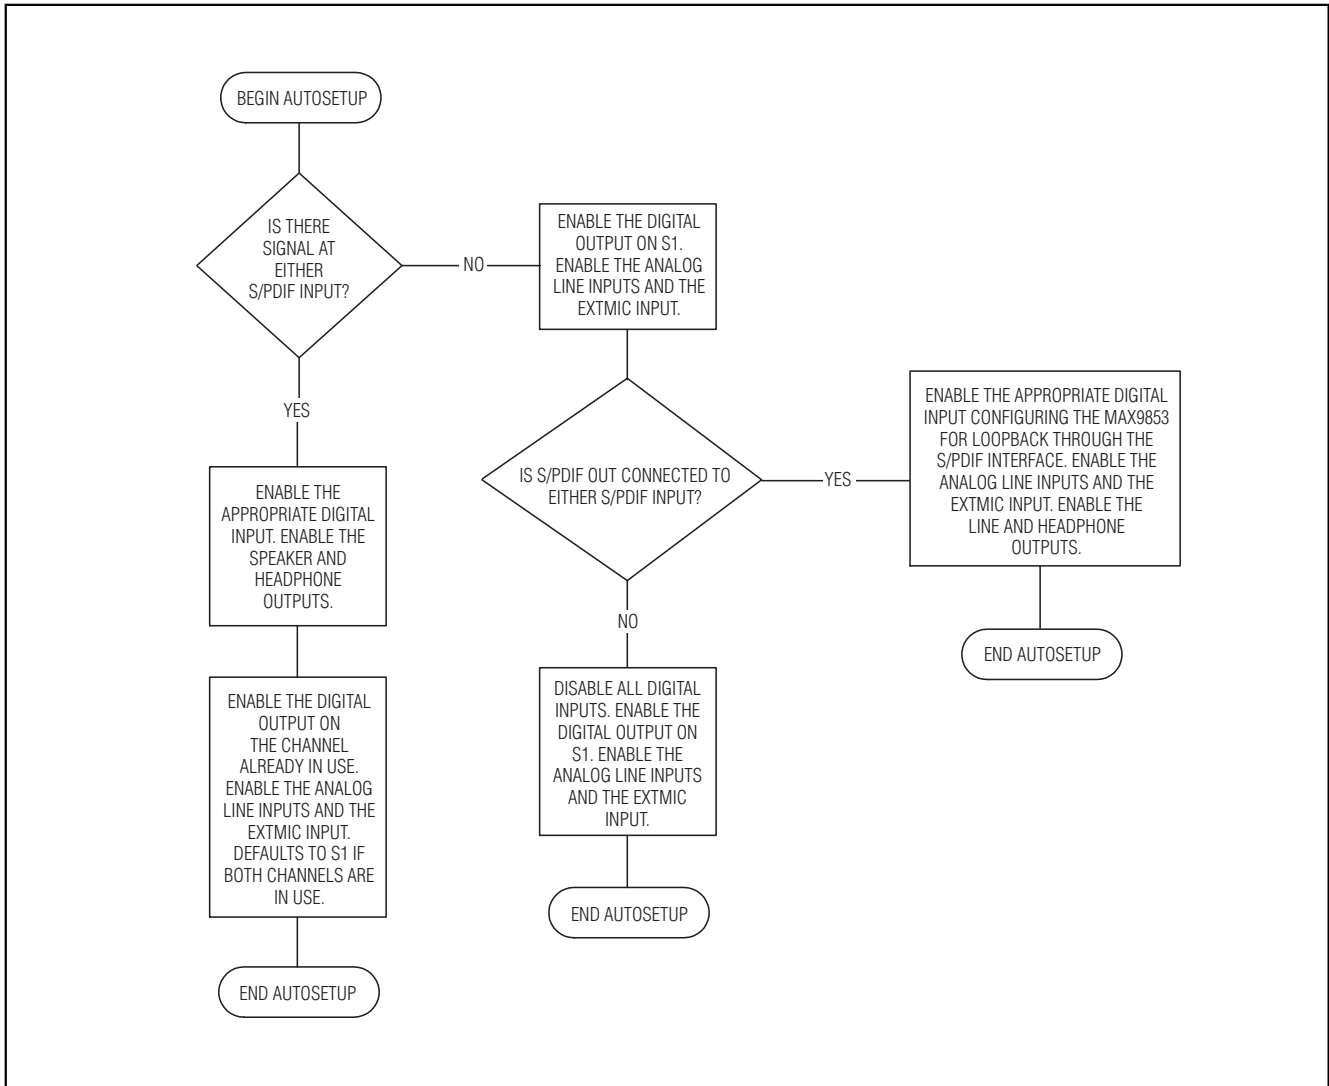 BEGIN AUTOSETUP
IS THERE
SIGNAL AT
EITHER
S/PDIF INPUT?
NO
ENABLE THE DIGITAL
OUTPUT ON S1.
ENABLE THE ANALOG
LINE INPUTS AND THE
EXTMIC INPUT.
YES
ENABLE THE
APPROPRIATE DIGITAL
INPUT. ENABLE THE
SPEAKER AND
HEADPHONE
OUTPUTS.
ENABLE THE DIGITAL
OUTPUT ON
THE CHANNEL
ALREADY IN USE.
ENABLE THE ANALOG
LINE INPUTS AND THE
EXTMIC INPUT.
DEFAULTS TO S1 IF
BOTH CHANNELS ARE
IN USE.
END AUTOSETUP
IS S/PDIF OUT CONNECTED TO
EITHER S/PDIF INPUT?
YES
ENABLE THE APPROPRIATE DIGITAL
INPUT CONFIGURING THE MAX9853
FOR LOOPBACK THROUGH THE
S/PDIF INTERFACE. ENABLE THE
ANALOG LINE INPUTS AND THE
EXTMIC INPUT. ENABLE THE
LINE AND HEADPHONE
OUTPUTS.
END AUTOSETUP
NO
DISABLE ALL DIGITAL
INPUTS. ENABLE THE
DIGITAL OUTPUT ON
S1. ENABLE THE
ANALOG LINE INPUTS
AND THE EXTMIC
INPUT.
END AUTOSETUP